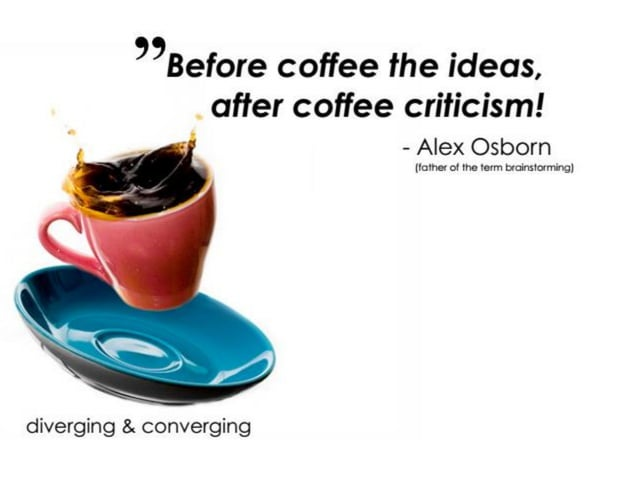 ”Before coffee the ideas,
after coffee criticism!
- Alex Osborn
(father of the term brainstorming)
diverging & converging